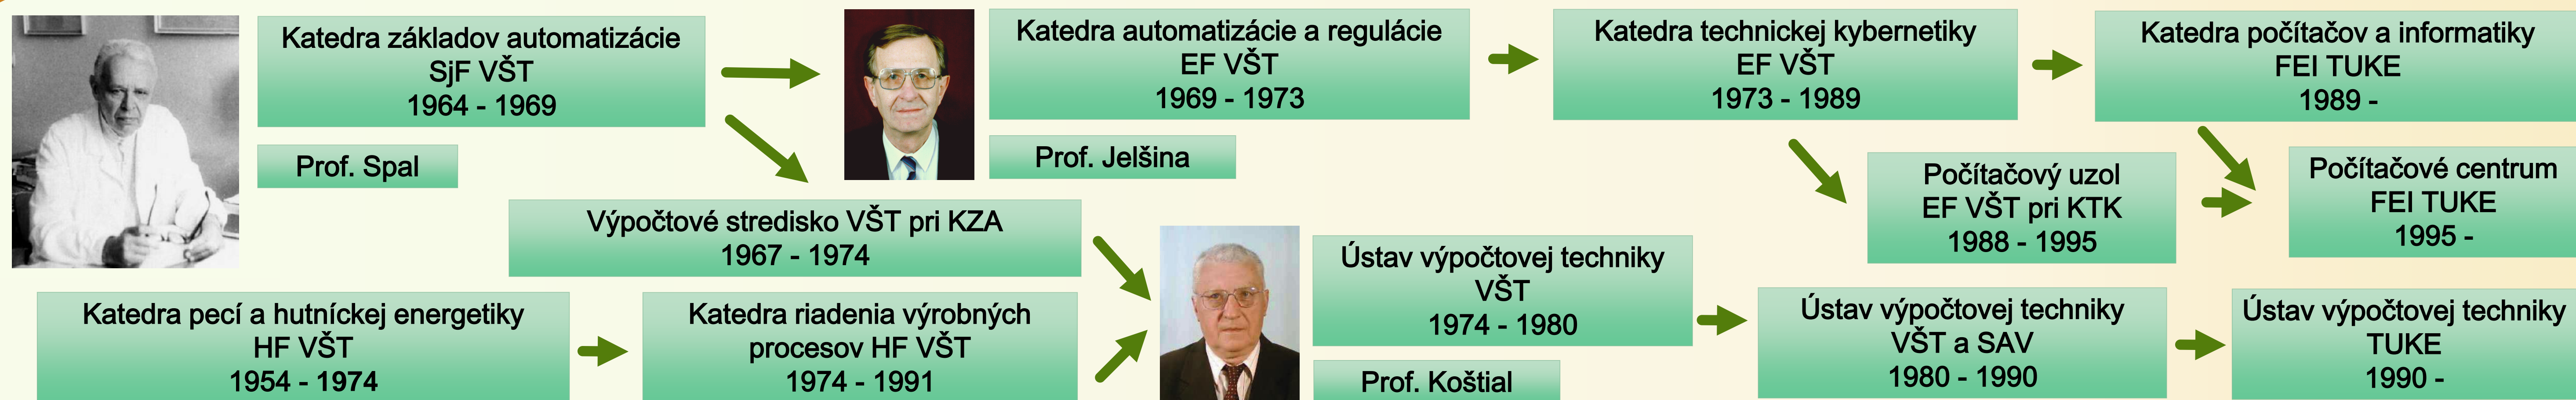 Katedra základov automatizácie
SjF VŠT
1964 - 1969
Prof. Spal
Katedra automatizácie a regulácie
EF VŠT
1969 - 1973
Prof. Jelšina
Katedra technickej kybernetiky
EF VŠT
1973 - 1989
Katedra počítačov a informatiky
FEI TUKE
1989 -
Počítačový uzol
EF VŠT pri KTK
1988 - 1995
Počítačové centrum
FEI TUKE
1995 -
Výpočtové stredisko VŠT pri KZA
1967 - 1974
Katedra pecí a hutníckej energetiky
HF VŠT
1954 - 1974
Katedra riadenia výrobných
procesov HF VŠT
1974 - 1991
Ústav výpočtovej techniky
VŠT
1974 - 1980
Prof. Koštial
Ústav výpočtovej techniky
VŠT a SAV
1980 - 1990
Ústav výpočtovej techniky
TUKE
1990 -